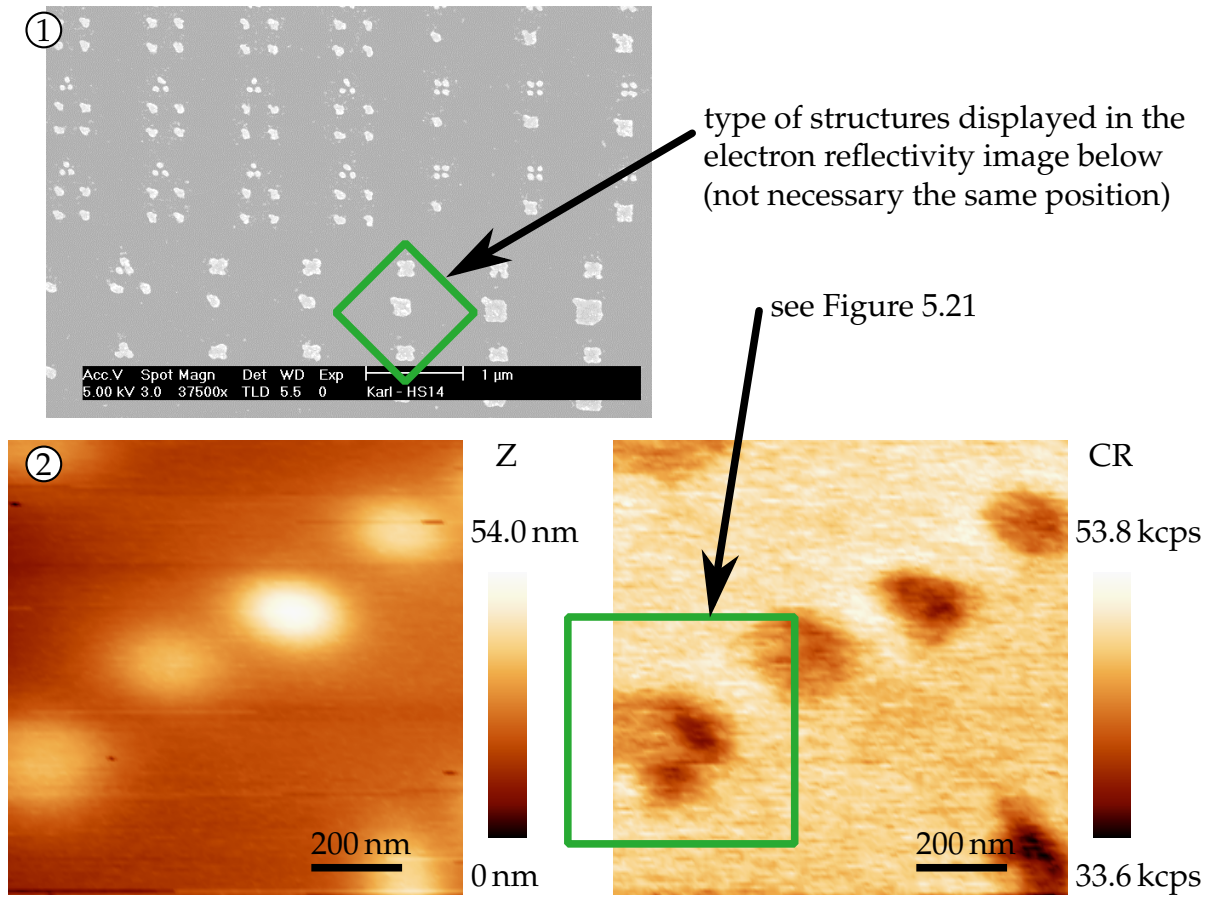 1
type of structures displayed in the
electron reflectivity image below
(not necessary the same position)
see Figure 5.21
Acc.V Spot Magn Det WD Exp 1 µm
5.00 kV 3.0 37500x TLD 5.5 0 Karl - HS14
2
Z
54.0 nm
0 nm
200 nm
CR
53.8 kcps
33.6 kcps
200 nm